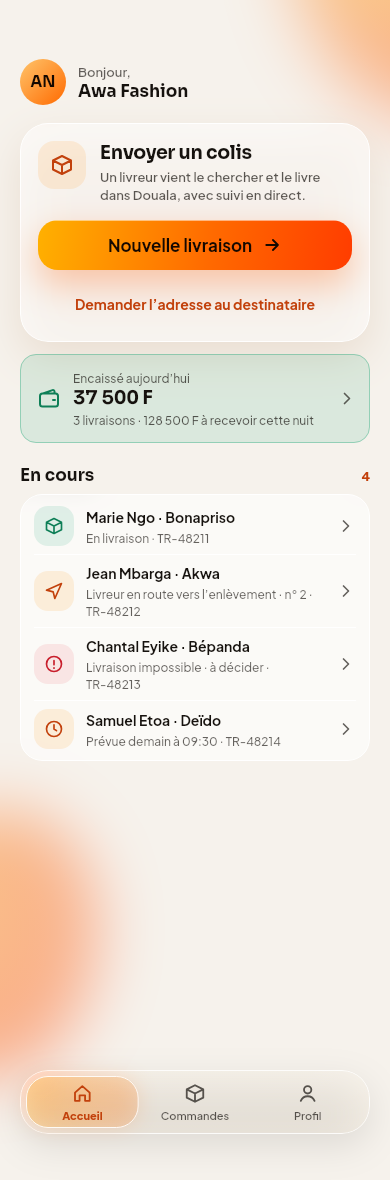 AN
Bonjour,
Awa Fashion
Envoyer un colis
Un livreur vient le chercher et le livre
dans Douala, avec suivi en direct.
Nouvelle livraison →
Demander l’adresse au destinataire
Encaissé aujourd’hui
37 500 F
3 livraisons · 128 500 F à recevoir cette nuit
En cours
4
Marie Ngo · Bonapriso
En livraison · TR-48211
Jean Mbarga · Akwa
Livreur en route vers l’enlèvement · n° 2 ·
TR-48212
Chantal Eyike · Bépanda
Livraison impossible · à décider ·
TR-48213
Samuel Etoa · Deïdo
Prévue demain à 09:30 · TR-48214
Accueil
Commandes
Profil